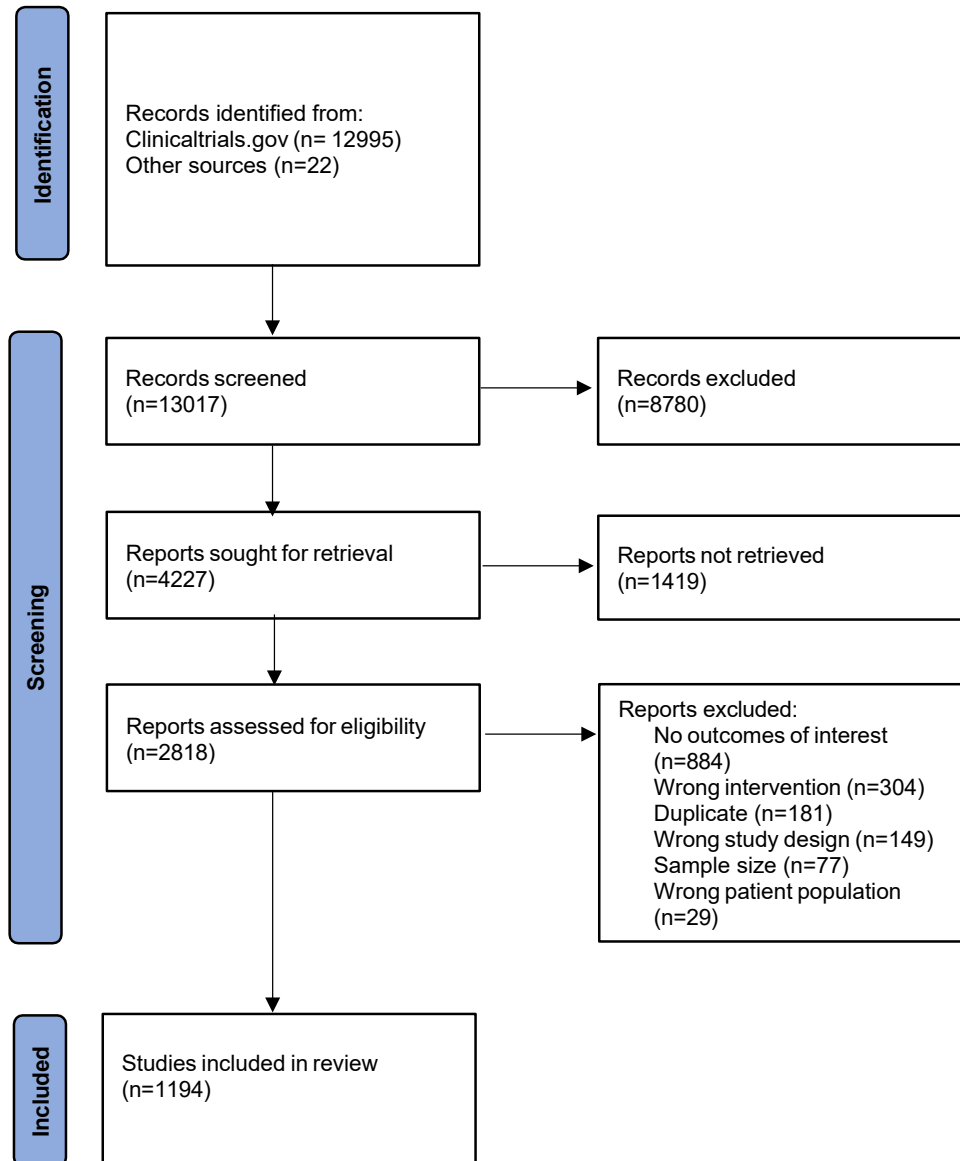 Identification
Records identified from:
Clinicaltrials.gov (n= 12995)
Other sources (n=22)
Screening
Records screened
(n=13017)
Records excluded
(n=8780)
Reports sought for retrieval
(n=4227)
Reports not retrieved
(n=1419)
Reports assessed for eligibility
(n=2818)
Reports excluded:
No outcomes of interest
(n=884)
Wrong intervention (n=304)
Duplicate (n=181)
Wrong study design (n=149)
Sample size (n=77)
Wrong patient population
(n=29)
Included
Studies included in review
(n=1194)